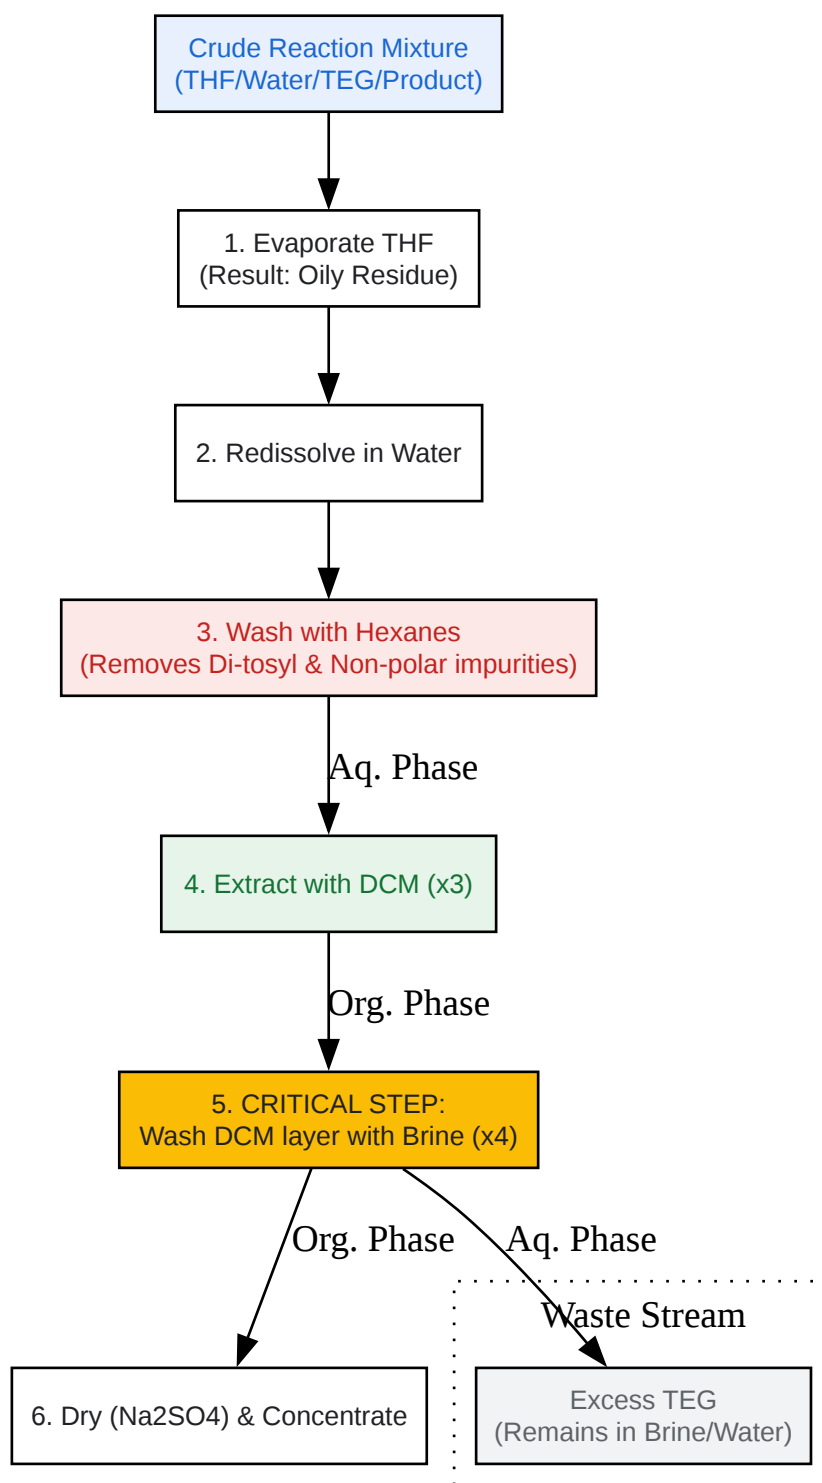 Crude Reaction Mixture
(THF/Water/TEG/Product)
1. Evaporate THF
(Result: Oily Residue)
2. Redissolve in Water
3. Wash with Hexanes
(Removes Di-tosyl & Non-polar impurities)
Aq. Phase
4. Extract with DCM (x3)
Org. Phase
5. CRITICAL STEP:
Wash DCM layer with Brine (x4)
Org. Phase
Aq. Phase
Waste Stream
6. Dry (Na2SO4) & Concentrate
Excess TEG
(Remains in Brine/Water)